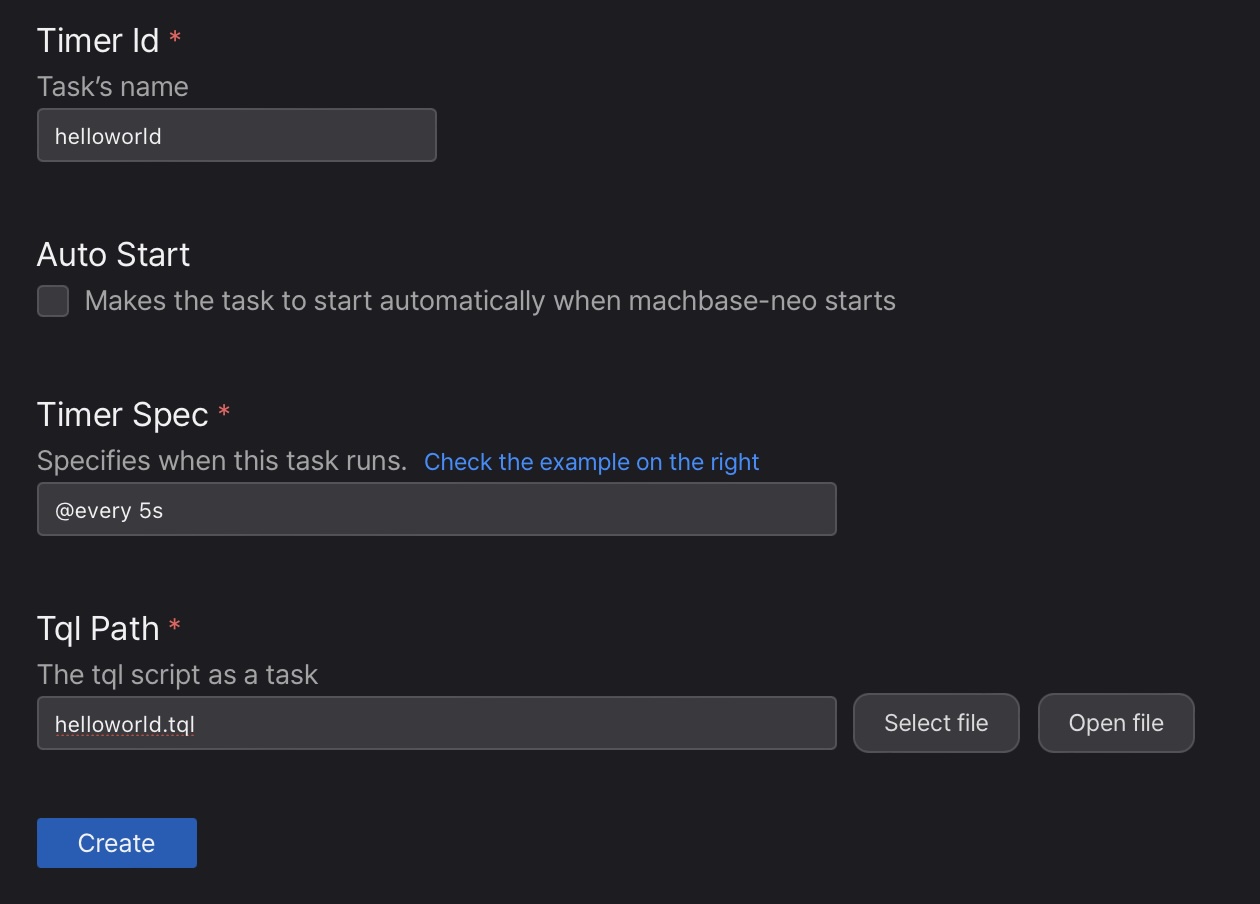 Timer Id *
Task’s name
helloworld
Auto Start
Makes the task to start automatically when machbase-neo starts
Timer Spec *
Specifies when this task runs. Check the example on the right
@every 5s
Tql Path *
The tql script as a task
helloworld.tql Select file Open file
Create